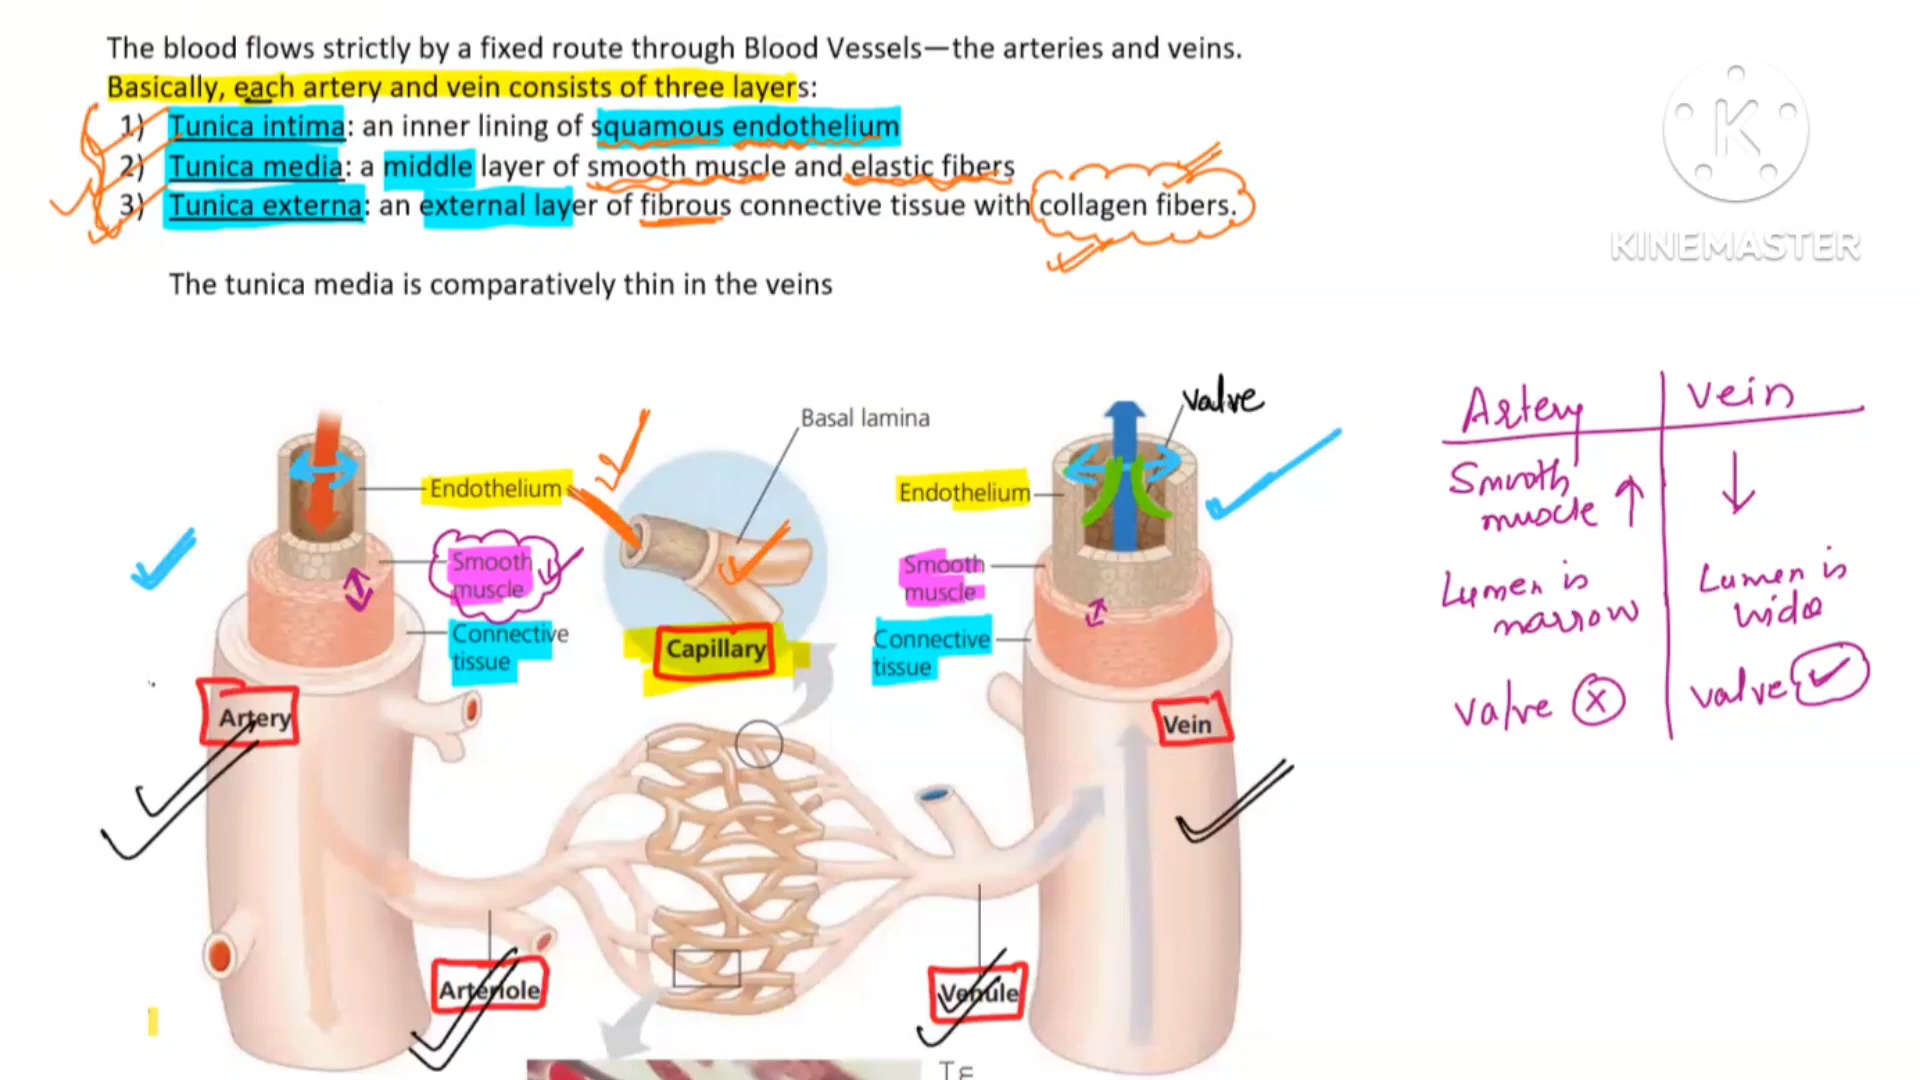 The blood flows strictly by a fixed route through Blood Vessels—the arteries and veins.
Basically, each artery and vein consists of three layers:
1) Tunica intima: an inner lining of squamous endothelium
2) Tunica media: a middle layer of smooth muscle and elastic fibers
3) Tunica externa: an external layer of fibrous connective tissue with collagen fibers.
The tunica media is comparatively thin in the veins
K
KINEMASTER
Basal lamina
valve
Endothelium
Smooth
muscle
Connective
tissue
Capillary
Endothelium
Smooth
muscle
Connective
tissue
Artery
Vein
Arteriole
Venule
Artery
Vein
Smooth
muscle ↑
↓
Lumen is
narrow
Lumen is
wide
valve ✗
valve ✓